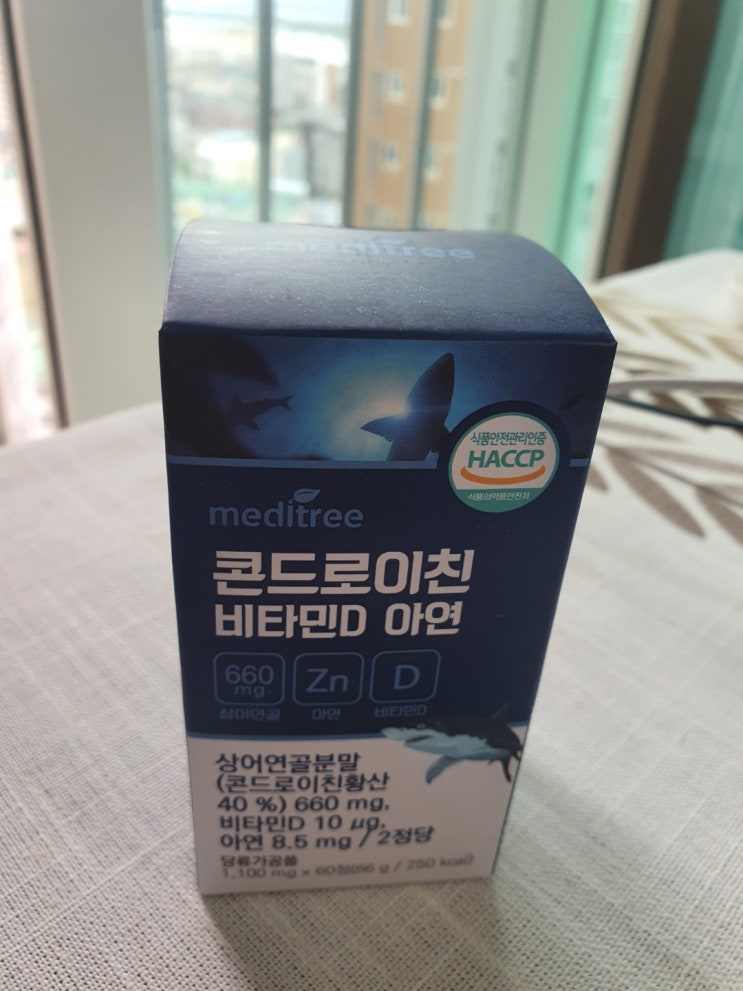 meditree
식품안전관리인증
HACCP
식품의약품안전처
meditree
콘드로이친
비타민D 아연
660 mg.
Zn
D
상어연골
아연
비타민D
상어연골분말
(콘드로이친황산
40 %) 660 mg,
비타민D 10 µg,
아연 8.5 mg / 2정당
당류가공품
1,100 mg x 60정(66 g / 250 kcal)